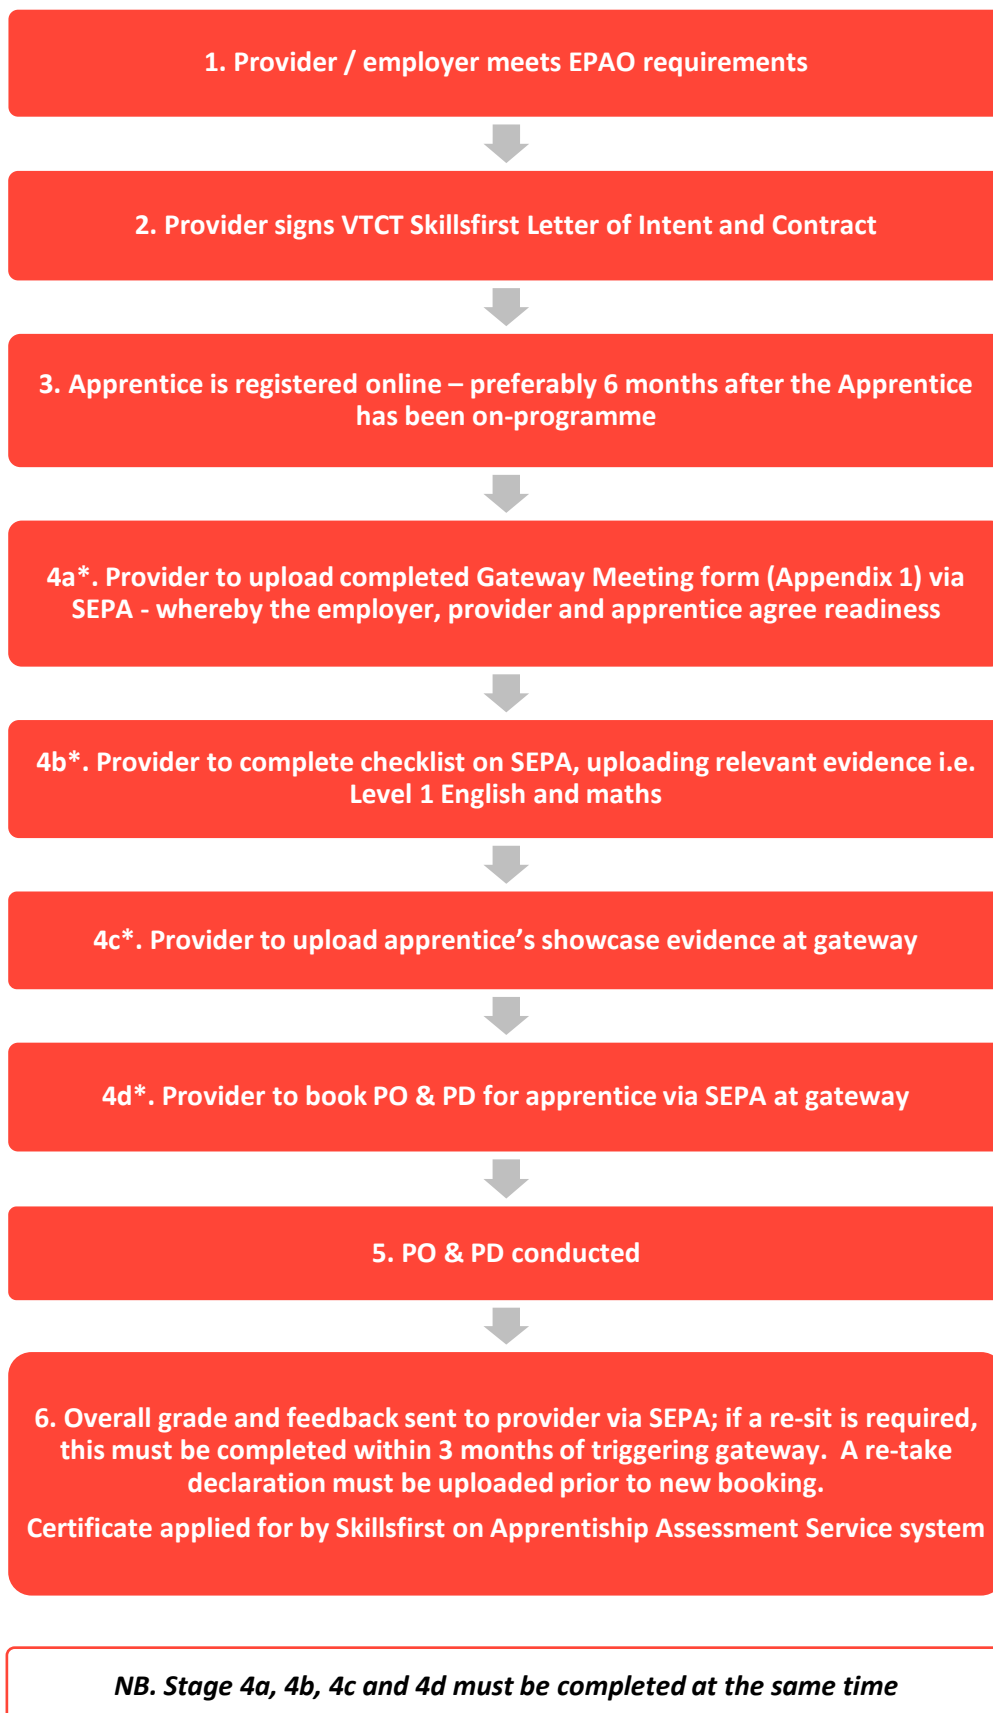 1. Provider / employer meets EPAO requirements
2. Provider signs VTCT Skillsfirst Letter of Intent and Contract
3. Apprentice is registered online – preferably 6 months after the Apprentice
has been on-programme
4a*. Provider to upload completed Gateway Meeting form (Appendix 1) via
SEPA - whereby the employer, provider and apprentice agree readiness
4b*. Provider to complete checklist on SEPA, uploading relevant evidence i.e.
Level 1 English and maths
4c*. Provider to upload apprentice’s showcase evidence at gateway
4d*. Provider to book PO & PD for apprentice via SEPA at gateway
5. PO & PD conducted
6. Overall grade and feedback sent to provider via SEPA; if a re-sit is required,
this must be completed within 3 months of triggering gateway.  A re-take
declaration must be uploaded prior to new booking.
Certificate applied for by Skillsfirst on Apprentiship Assessment Service system
NB. Stage 4a, 4b, 4c and 4d must be completed at the same time